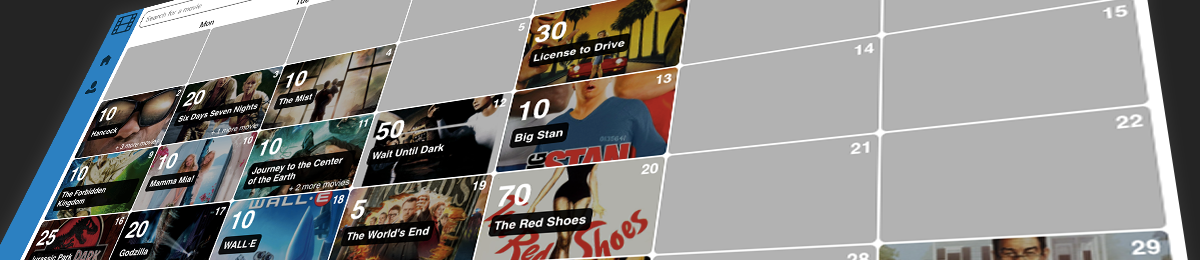 Search for a movie
Mon
Tue
2
10
Hancock
+ 3 more movies
3
20
Six Days Seven Nights
+ 1 more movie
4
10
The Mist
5
30
License to Drive
9
10
The Forbidden
Kingdom
10
10
Mamma Mia!
11
10
Journey to the Center
of the Earth
+ 2 more movies
12
50
Wait Until Dark
13
10
Big Stan
STAN
14
15
16
25
Jurassic Park
PARK
17
20
Godzilla
18
WALL·E
10
WALL·E
19
5
The World's End
20
70
The Red Shoes
Red Shoes
21
22
28
29